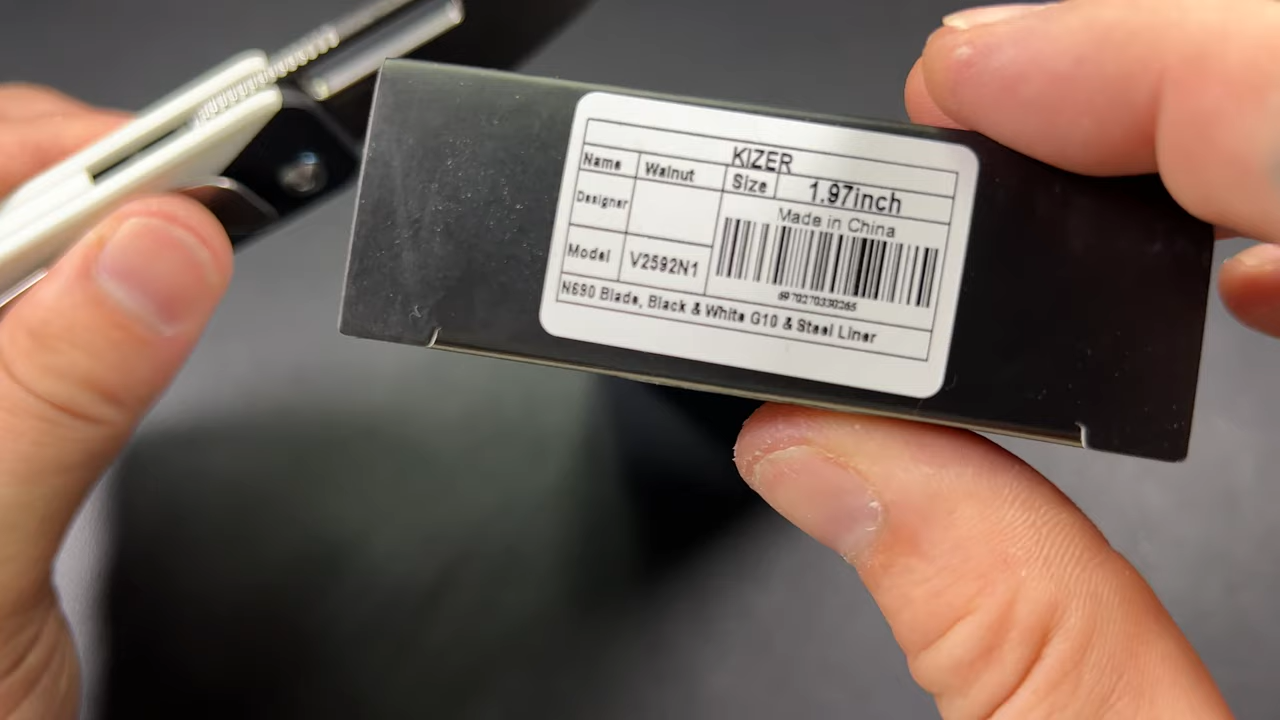 KIZER
Name Walnut Size 1.97inch
Designer
Made in China
Model V2592N1
6970270330265
N690 Blade, Black & White G10 & Steel Liner